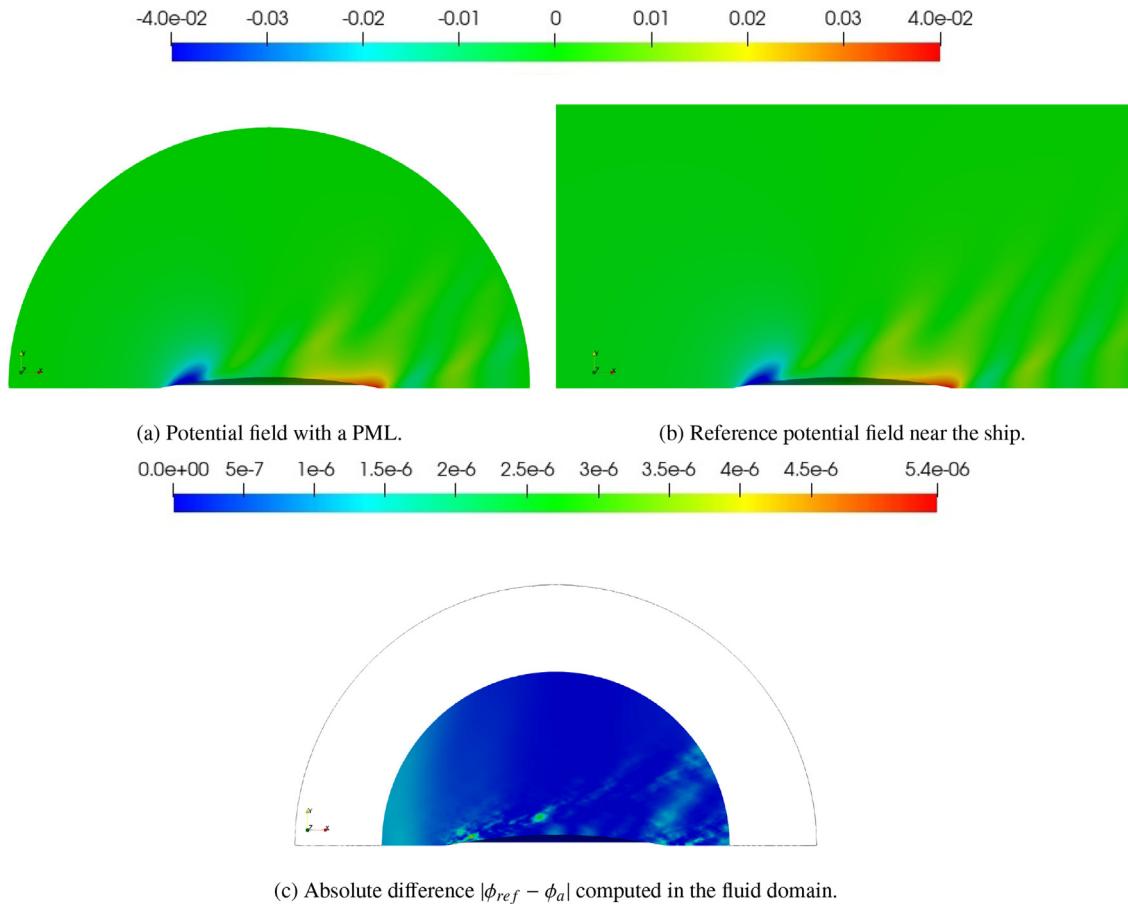 -4.0e-02 -0.03 -0.02 -0.01 0 0.01 0.02 0.03 4.0e-02
Y
Z X
Y
Z X
(a) Potential field with a PML.
(b) Reference potential field near the ship.
0.0e+00 5e-7 1e-6 1.5e-6 2e-6 2.5e-6 3e-6 3.5e-6 4e-6 4.5e-6 5.4e-06
Y
Z X
(c) Absolute difference |ϕ_ref − ϕ_a| computed in the fluid domain.